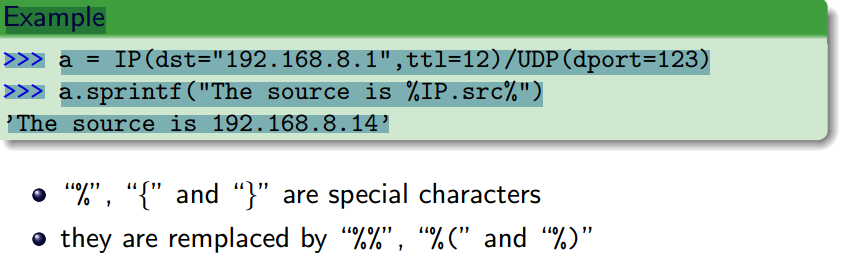 Example
>>> a = IP(dst="192.168.8.1",ttl=12)/UDP(dport=123)
>>> a.sprintf("The source is %IP.src%")
’The source is 192.168.8.14’
“%”, “{” and “}” are special characters
they are remplaced by “%%”, “%(” and “%)”